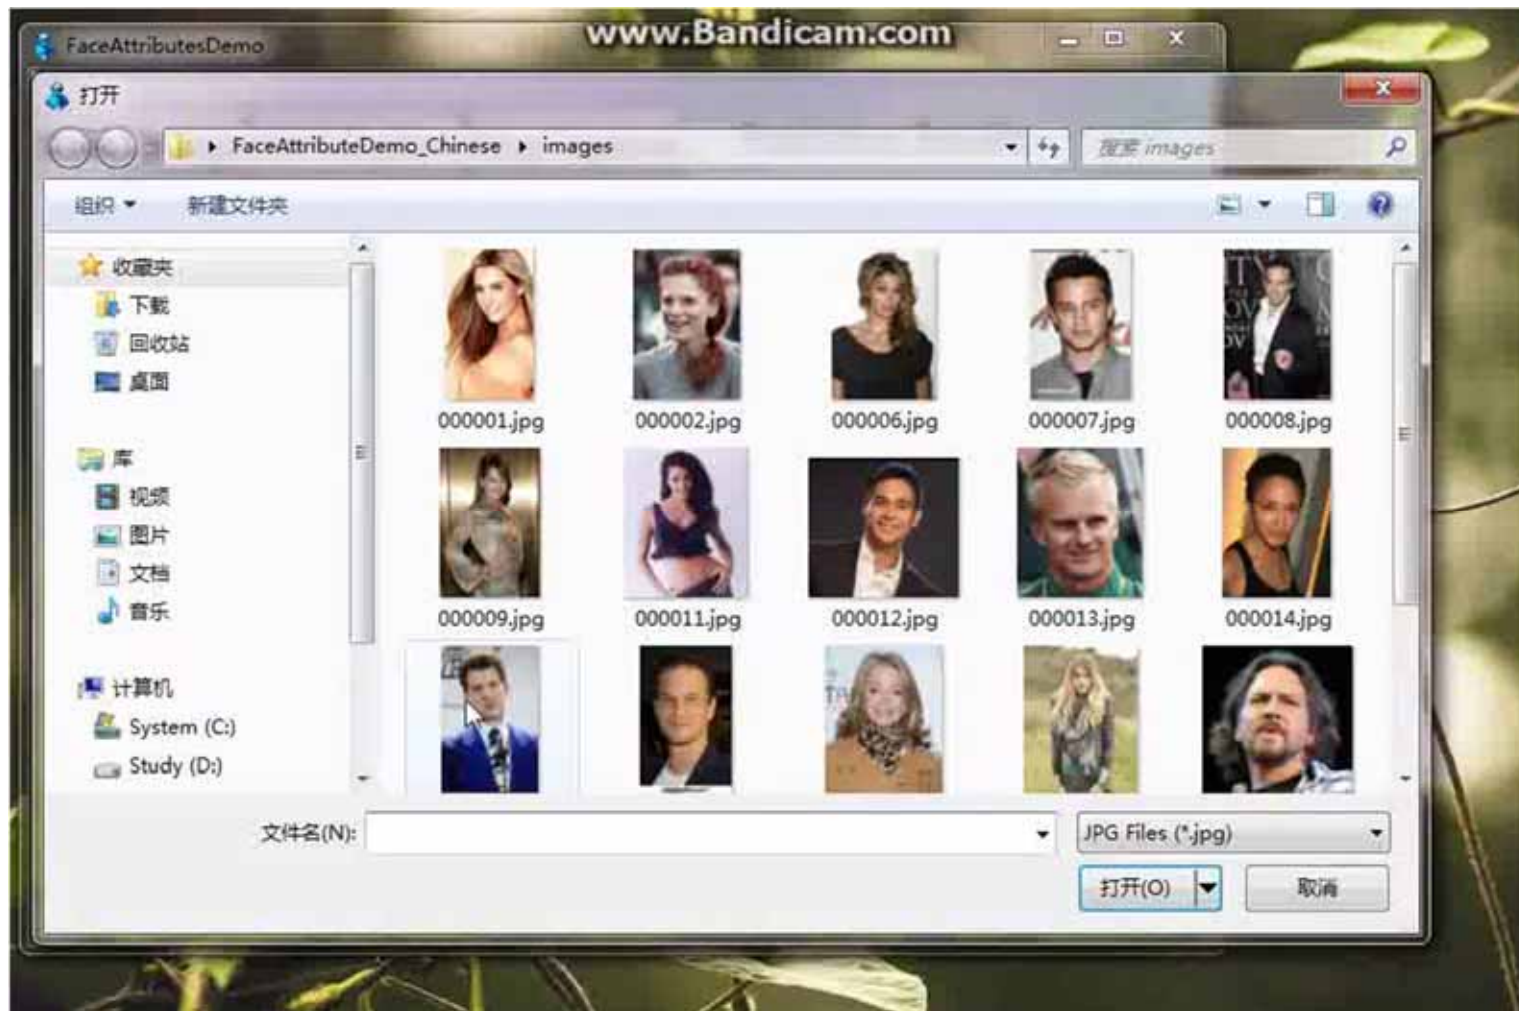 www.Bandicam.com
FaceAttributesDemo
打开
FaceAttributeDemo_Chinese images
搜索 images
组织 新建文件夹
收藏夹
下载
回收站
桌面
库
视频
图片
文档
音乐
计算机
System (C:)
Study (D:)
000001.jpg 000002.jpg 000006.jpg 000007.jpg 000008.jpg
000009.jpg 000011.jpg 000012.jpg 000013.jpg 000014.jpg
文件名(N):
JPG Files (*.jpg)
打开(O) 取消